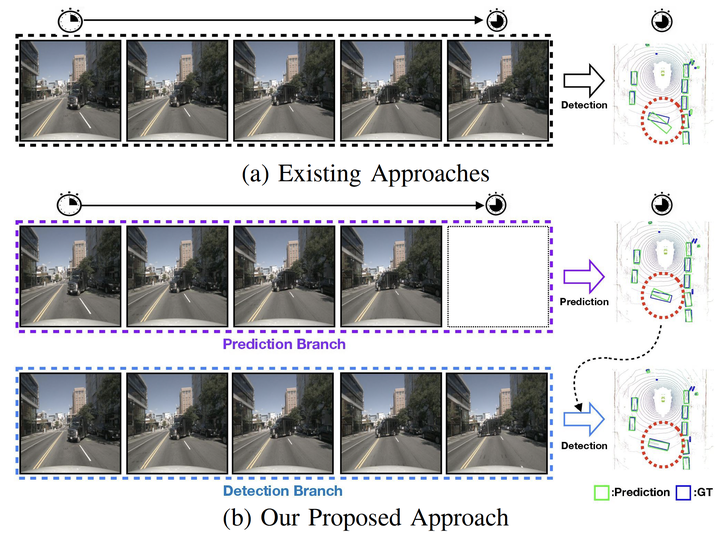 Detection
(a) Existing Approaches
Prediction
Prediction Branch
Detection
Detection Branch
:Prediction :GT
(b) Our Proposed Approach